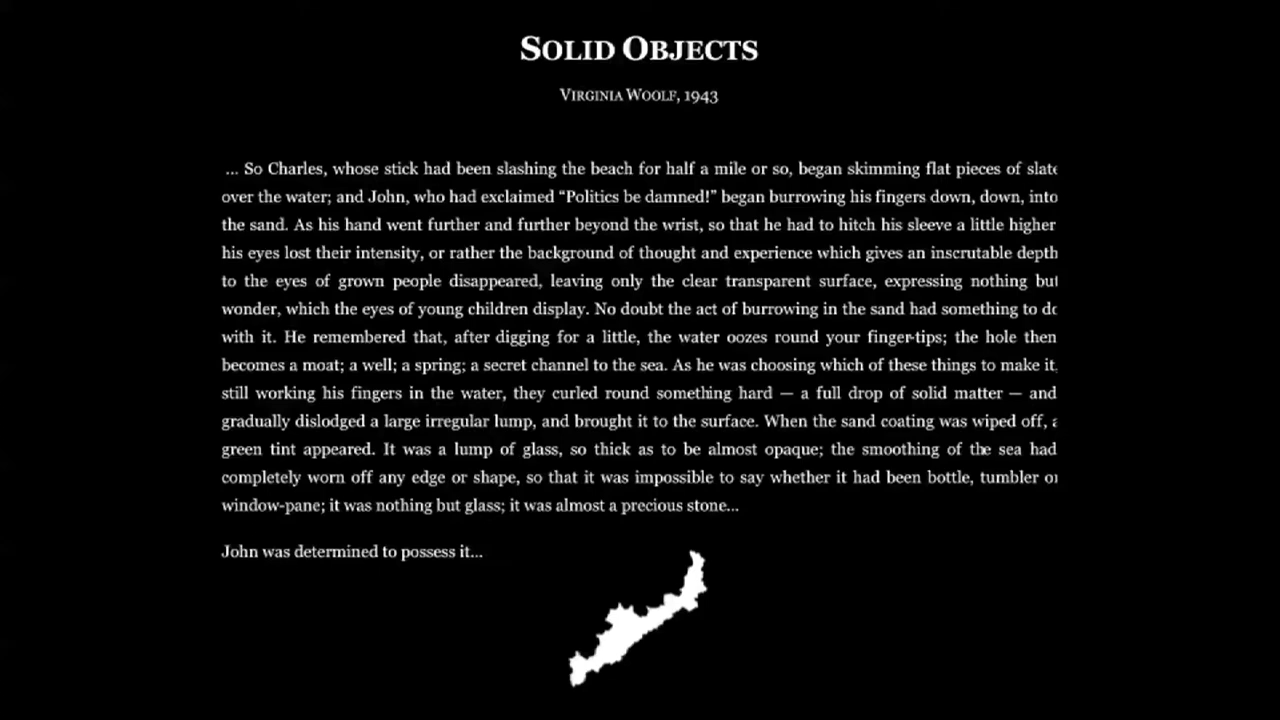 SOLID OBJECTS
VIRGINIA WOOLF, 1943
... So Charles, whose stick had been slashing the beach for half a mile or so, began skimming flat pieces of slate
over the water; and John, who had exclaimed “Politics be damned!” began burrowing his fingers down, down, into
the sand. As his hand went further and further beyond the wrist, so that he had to hitch his sleeve a little higher
his eyes lost their intensity, or rather the background of thought and experience which gives an inscrutable depth
to the eyes of grown people disappeared, leaving only the clear transparent surface, expressing nothing but
wonder, which the eyes of young children display. No doubt the act of burrowing in the sand had something to do
with it. He remembered that, after digging for a little, the water oozes round your finger-tips; the hole then
becomes a moat; a well; a spring; a secret channel to the sea. As he was choosing which of these things to make it,
still working his fingers in the water, they curled round something hard — a full drop of solid matter — and
gradually dislodged a large irregular lump, and brought it to the surface. When the sand coating was wiped off, a
green tint appeared. It was a lump of glass, so thick as to be almost opaque; the smoothing of the sea had
completely worn off any edge or shape, so that it was impossible to say whether it had been bottle, tumbler or
window-pane; it was nothing but glass; it was almost a precious stone...
John was determined to possess it...